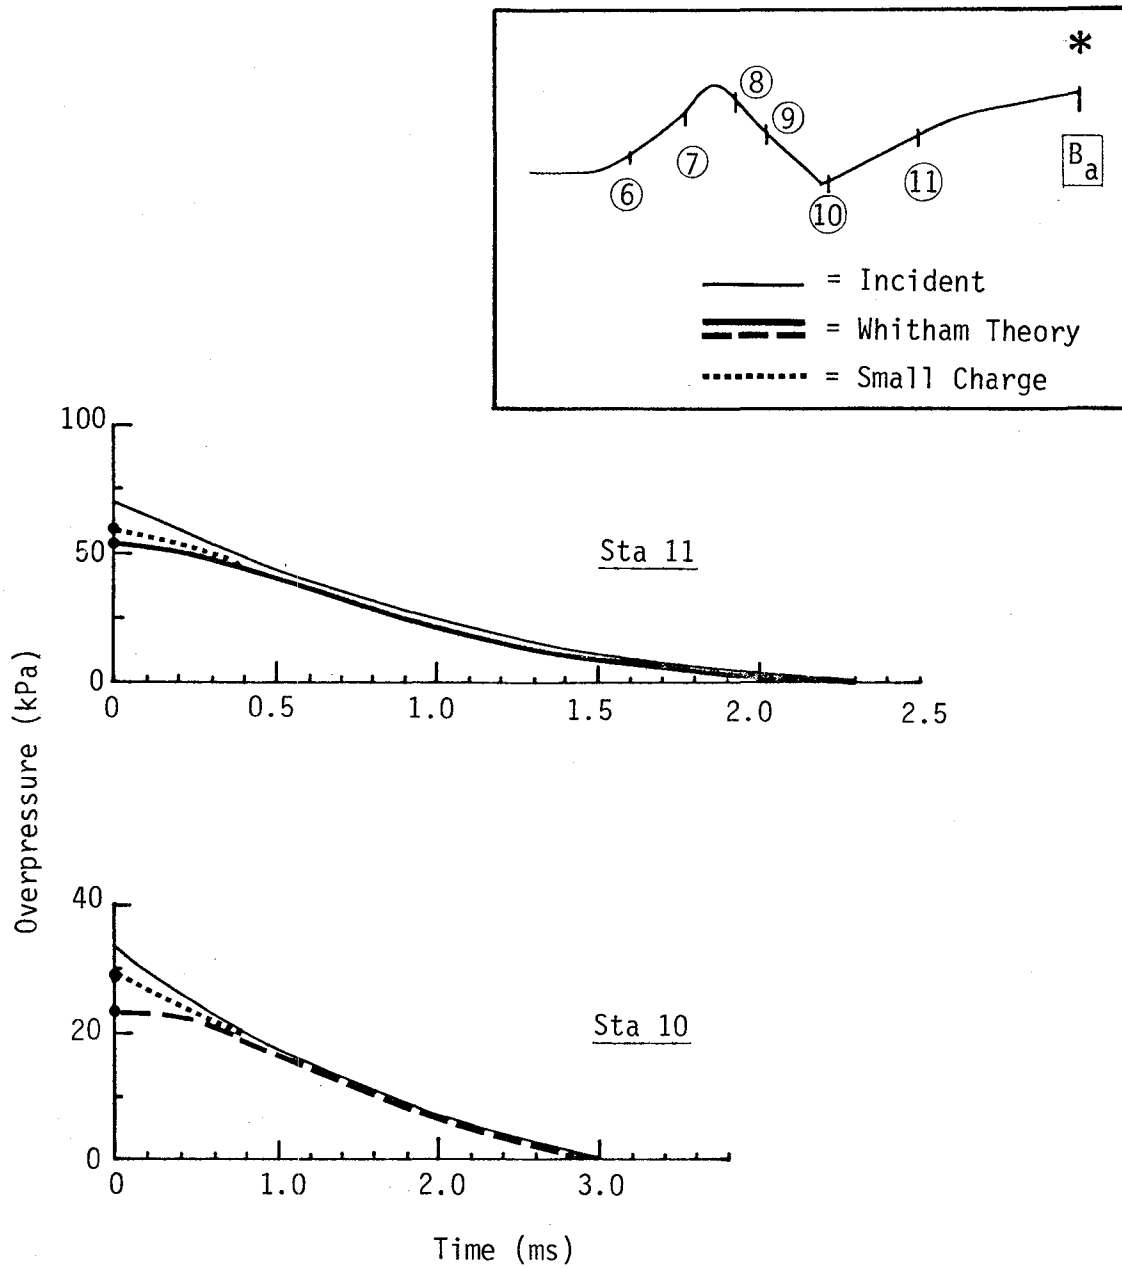 *
⑧
⑨
⑦
B a
⑥
⑪
⑩
= Incident
= Whitham Theory
= Small Charge
Overpressure (kPa)
100
50
0
Sta 11
0 0.5 1.0 1.5 2.0 2.5
40
20
0
Sta 10
0 1.0 2.0 3.0
Time (ms)